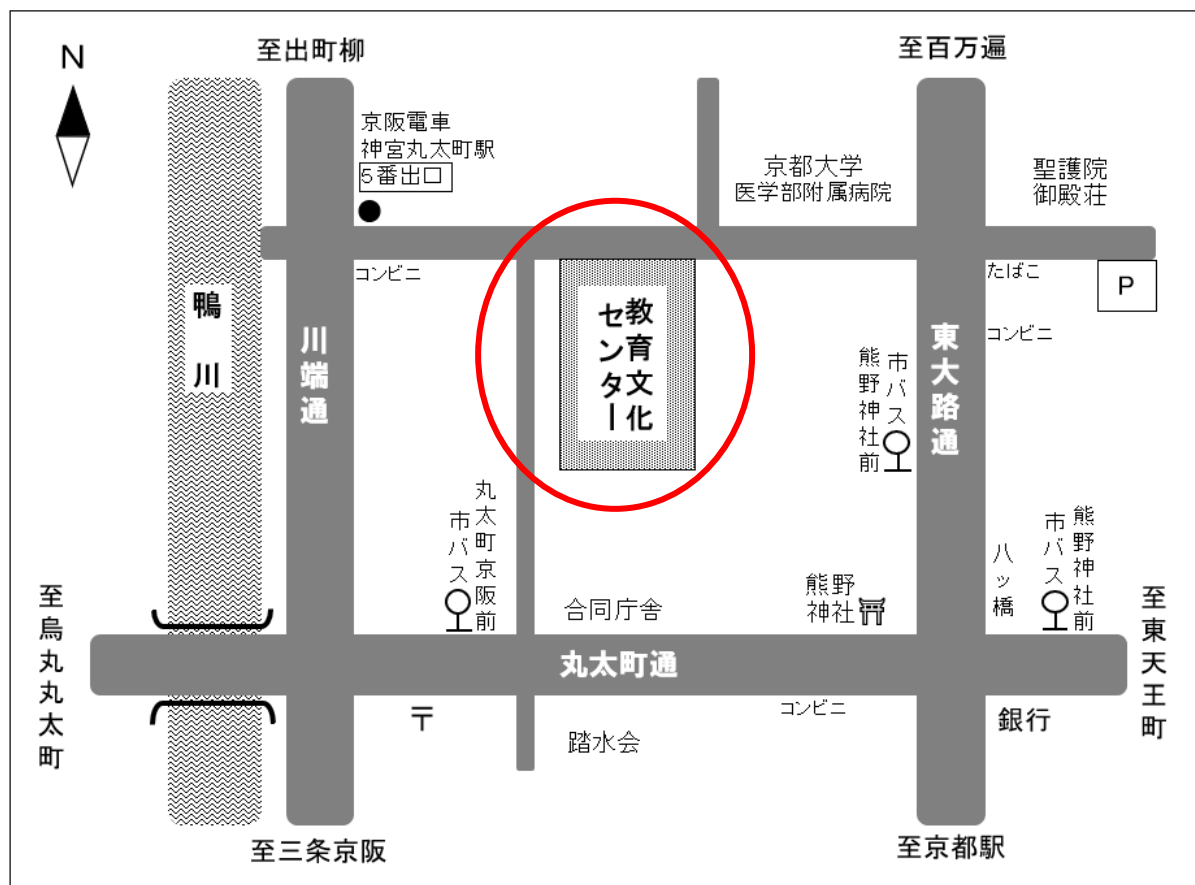 N
至出町柳
至百万遍
京阪電車
神宮丸太町駅
5番出口
京都大学
医学部附属病院
聖護院
御殿荘
コンビニ
たばこ
P
鴨川
川端通
教育文化
センター
コンビニ
東大路通
市バス
熊野神社前
丸太町京阪前
市バス
八ッ橋
熊野神社前
市バス
至烏丸丸太町
合同庁舎
熊野
神社
至東天王町
丸太町通
〒
コンビニ
銀行
踏水会
至三条京阪
至京都駅